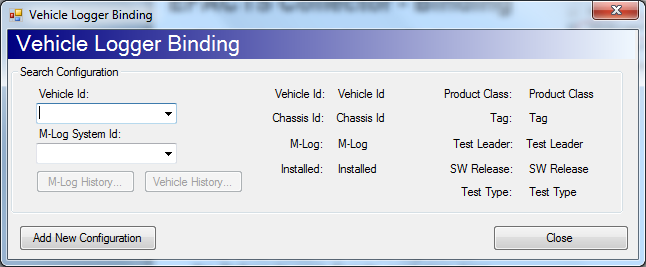 Vehicle Logger Binding
Vehicle Logger Binding
Search Configuration
Vehicle Id:
M-Log System Id:
M-Log History... Vehicle History...
Vehicle Id: Vehicle Id
Chassis Id: Chassis Id
M-Log: M-Log
Installed: Installed
Product Class: Product Class
Tag: Tag
Test Leader: Test Leader
SW Release: SW Release
Test Type: Test Type
Add New Configuration Close